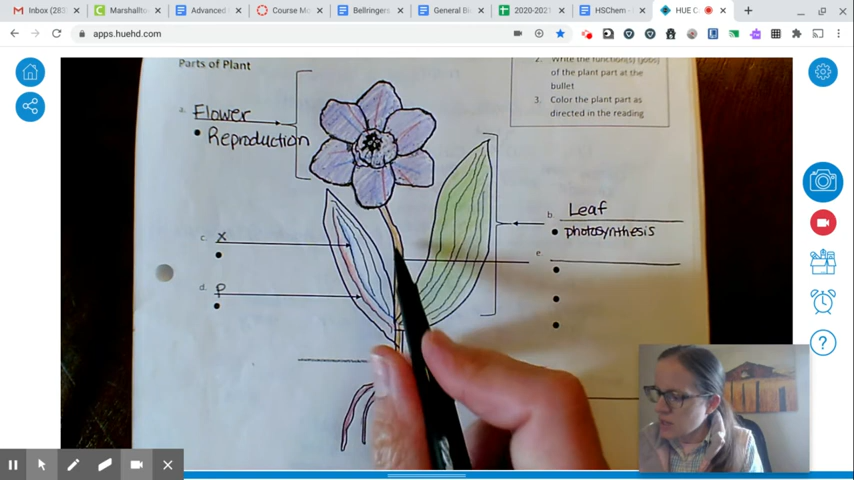 Inbox (283
Marshallto
Advanced
Course Mo
Bellringers
General Bi
2020-2021
HSChem - 
HUE C
apps.huehd.com
Parts of Plant
2. Write the function(s) (jobs)
of the plant part at the
bullet
3. Color the plant part as
directed in the reading
a. Flower
• Reproduction
b. Leaf
• photosynthesis
c. X
•
d. P
•
e.
•
•
•
?